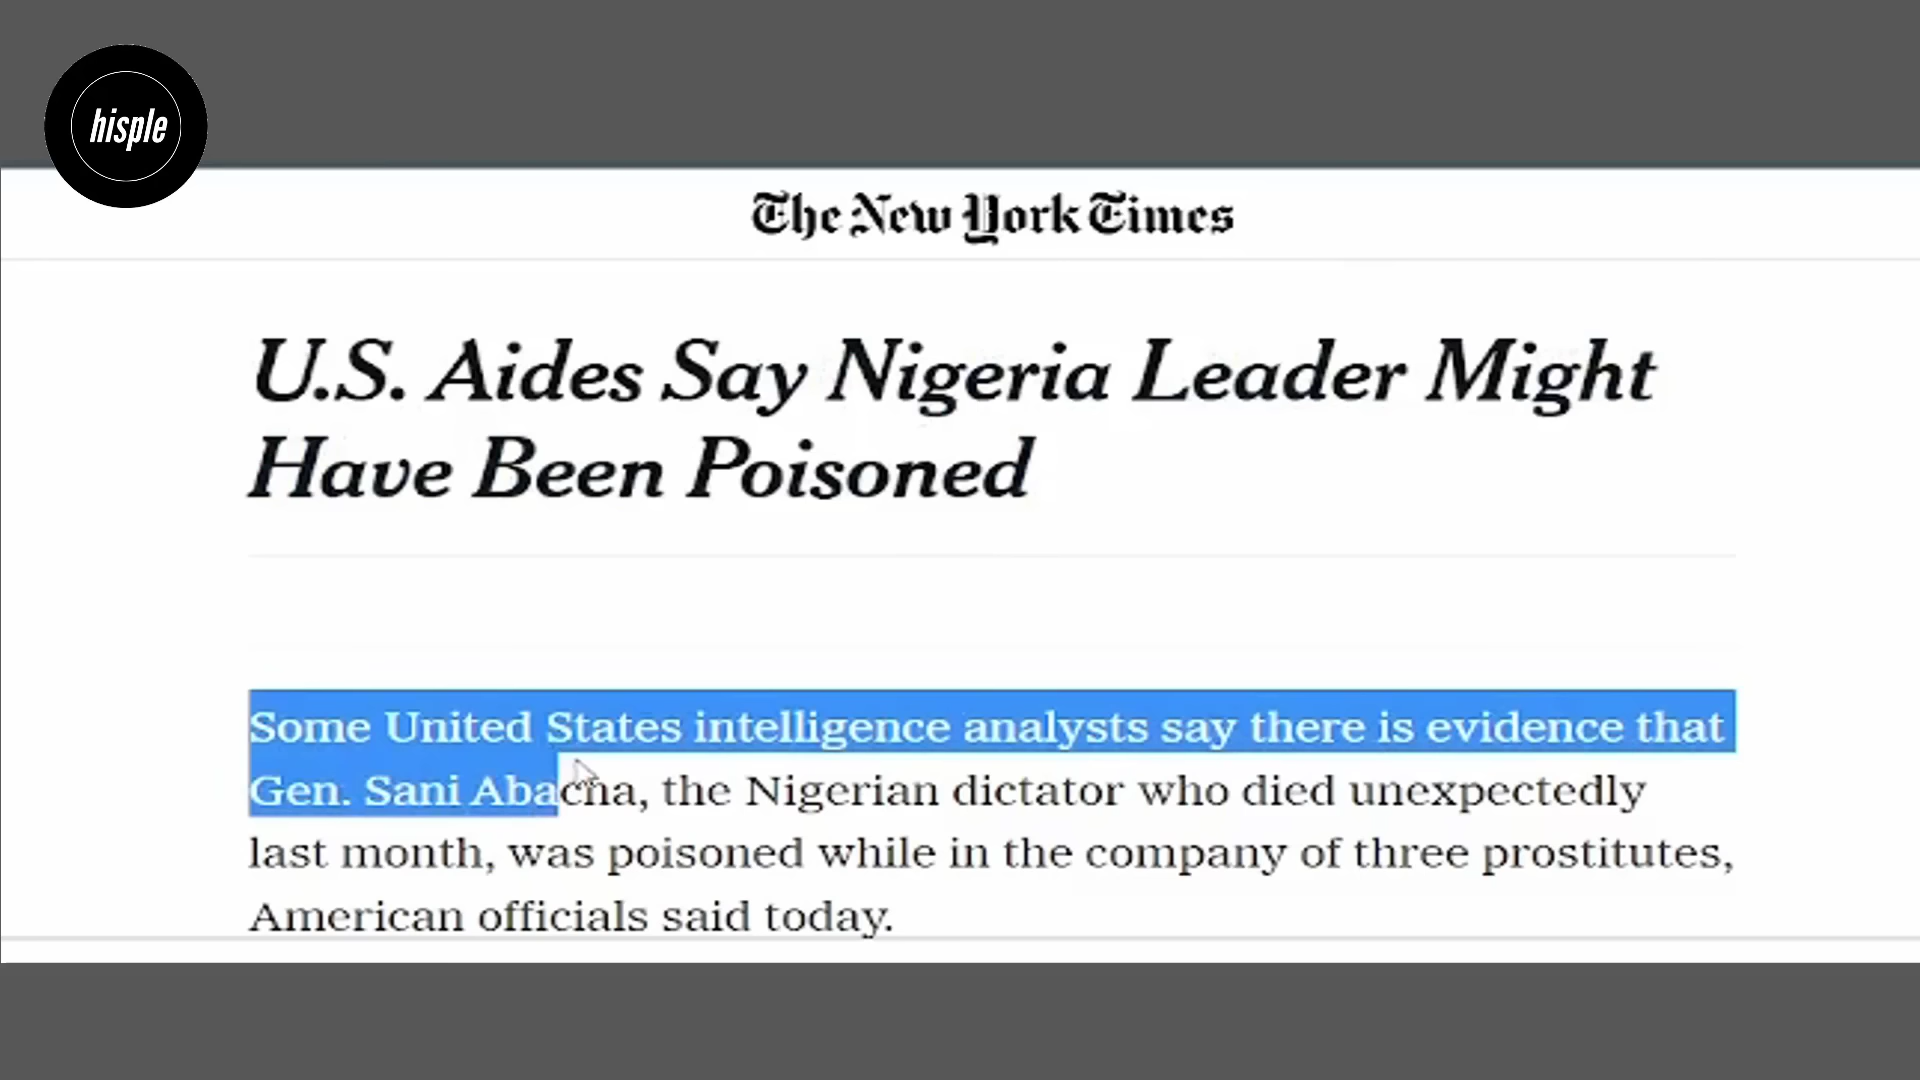 hisple
The New York Times
U.S. Aides Say Nigeria Leader Might
Have Been Poisoned
Some United States intelligence analysts say there is evidence that
Gen. Sani Abacha, the Nigerian dictator who died unexpectedly
last month, was poisoned while in the company of three prostitutes,
American officials said today.